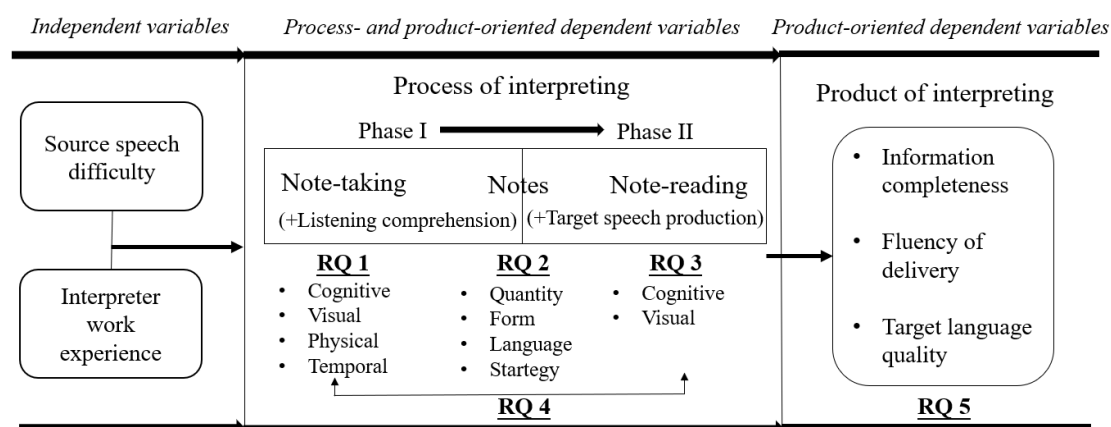 Independent variables
Process- and product-oriented dependent variables
Product-oriented dependent variables
Source speech
difficulty
Interpreter
work
experience
Process of interpreting
Phase I
Phase II
Note-taking
(+Listening comprehension)
Notes
Note-reading
(+Target speech production)
RQ 1
• Cognitive
• Visual
• Physical
• Temporal
RQ 2
• Quantity
• Form
• Language
• Startegy
RQ 3
• Cognitive
• Visual
RQ 4
Product of interpreting
• Information
completeness
• Fluency of
delivery
• Target language
quality
RQ 5